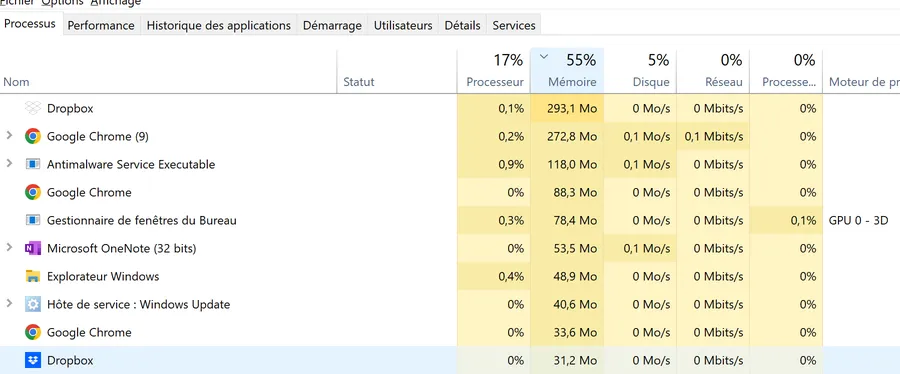 Fichier Options Affichage
Processus Performance Historique des applications Démarrage Utilisateurs Détails Services
17% 55% 5% 0% 0%
Nom Statut Processeur Mémoire Disque Réseau Processe... Moteur de pr
Dropbox 0,1% 293,1 Mo 0 Mo/s 0 Mbits/s 0%
Google Chrome (9) 0,2% 272,8 Mo 0,1 Mo/s 0,1 Mbits/s 0%
Antimalware Service Executable 0,9% 118,0 Mo 0,1 Mo/s 0 Mbits/s 0%
Google Chrome 0% 88,3 Mo 0 Mo/s 0 Mbits/s 0%
Gestionnaire de fenêtres du Bureau 0,3% 78,4 Mo 0 Mo/s 0 Mbits/s 0,1% GPU 0 - 3D
Microsoft OneNote (32 bits) 0% 53,5 Mo 0,1 Mo/s 0 Mbits/s 0%
Explorateur Windows 0,4% 48,9 Mo 0 Mo/s 0 Mbits/s 0%
Hôte de service : Windows Update 0% 40,6 Mo 0 Mo/s 0 Mbits/s 0%
Google Chrome 0% 33,6 Mo 0 Mo/s 0 Mbits/s 0%
Dropbox 0% 31,2 Mo 0 Mo/s 0 Mbits/s 0%